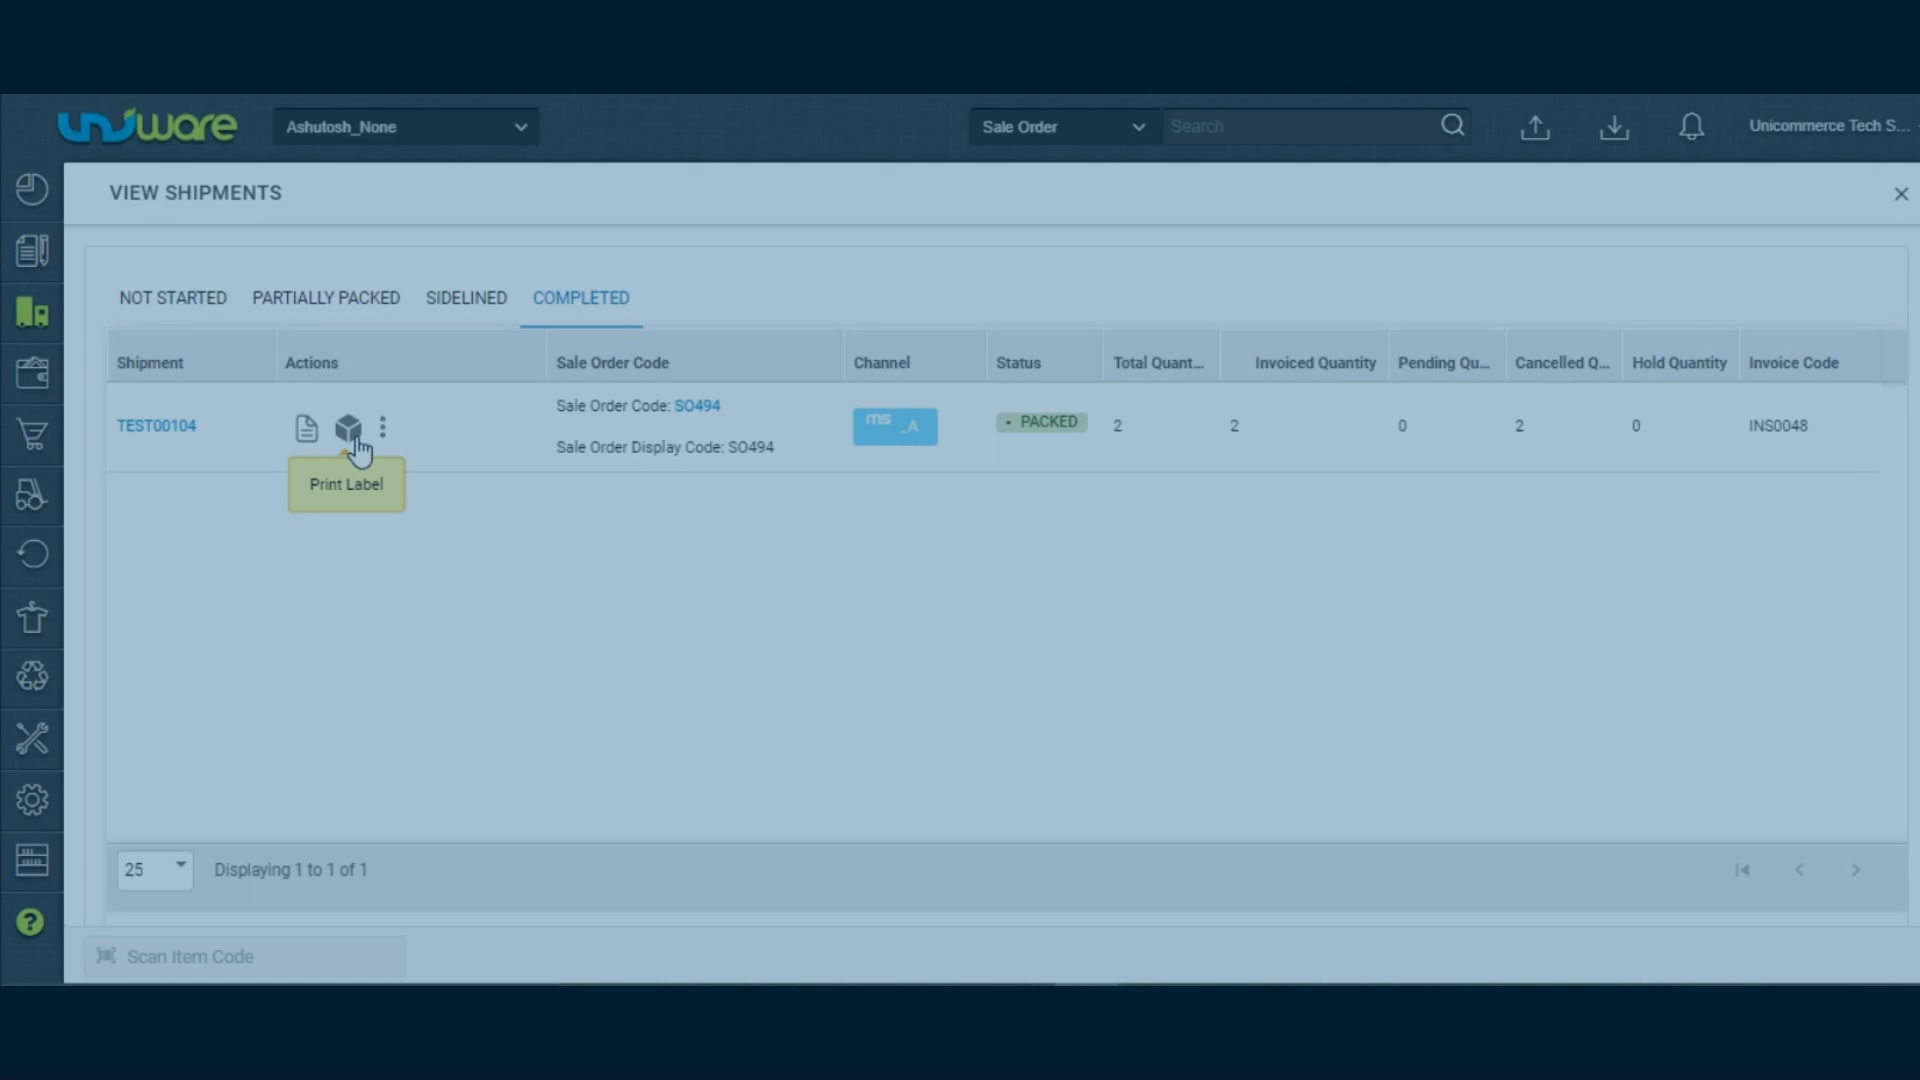 uniware
Ashutosh_None
Sale Order
Search
Unicommerce Tech S...
VIEW SHIPMENTS
NOT STARTED PARTIALLY PACKED SIDELINED COMPLETED
Shipment Actions Sale Order Code Channel Status Total Quant... Invoiced Quantity Pending Qu... Cancelled Q... Hold Quantity Invoice Code
Sale Order Code: SO494
TEST00104 ms _A PACKED 2 2 0 2 0 INS0048
Sale Order Display Code: SO494
Print Label
25 Displaying 1 to 1 of 1
Scan Item Code